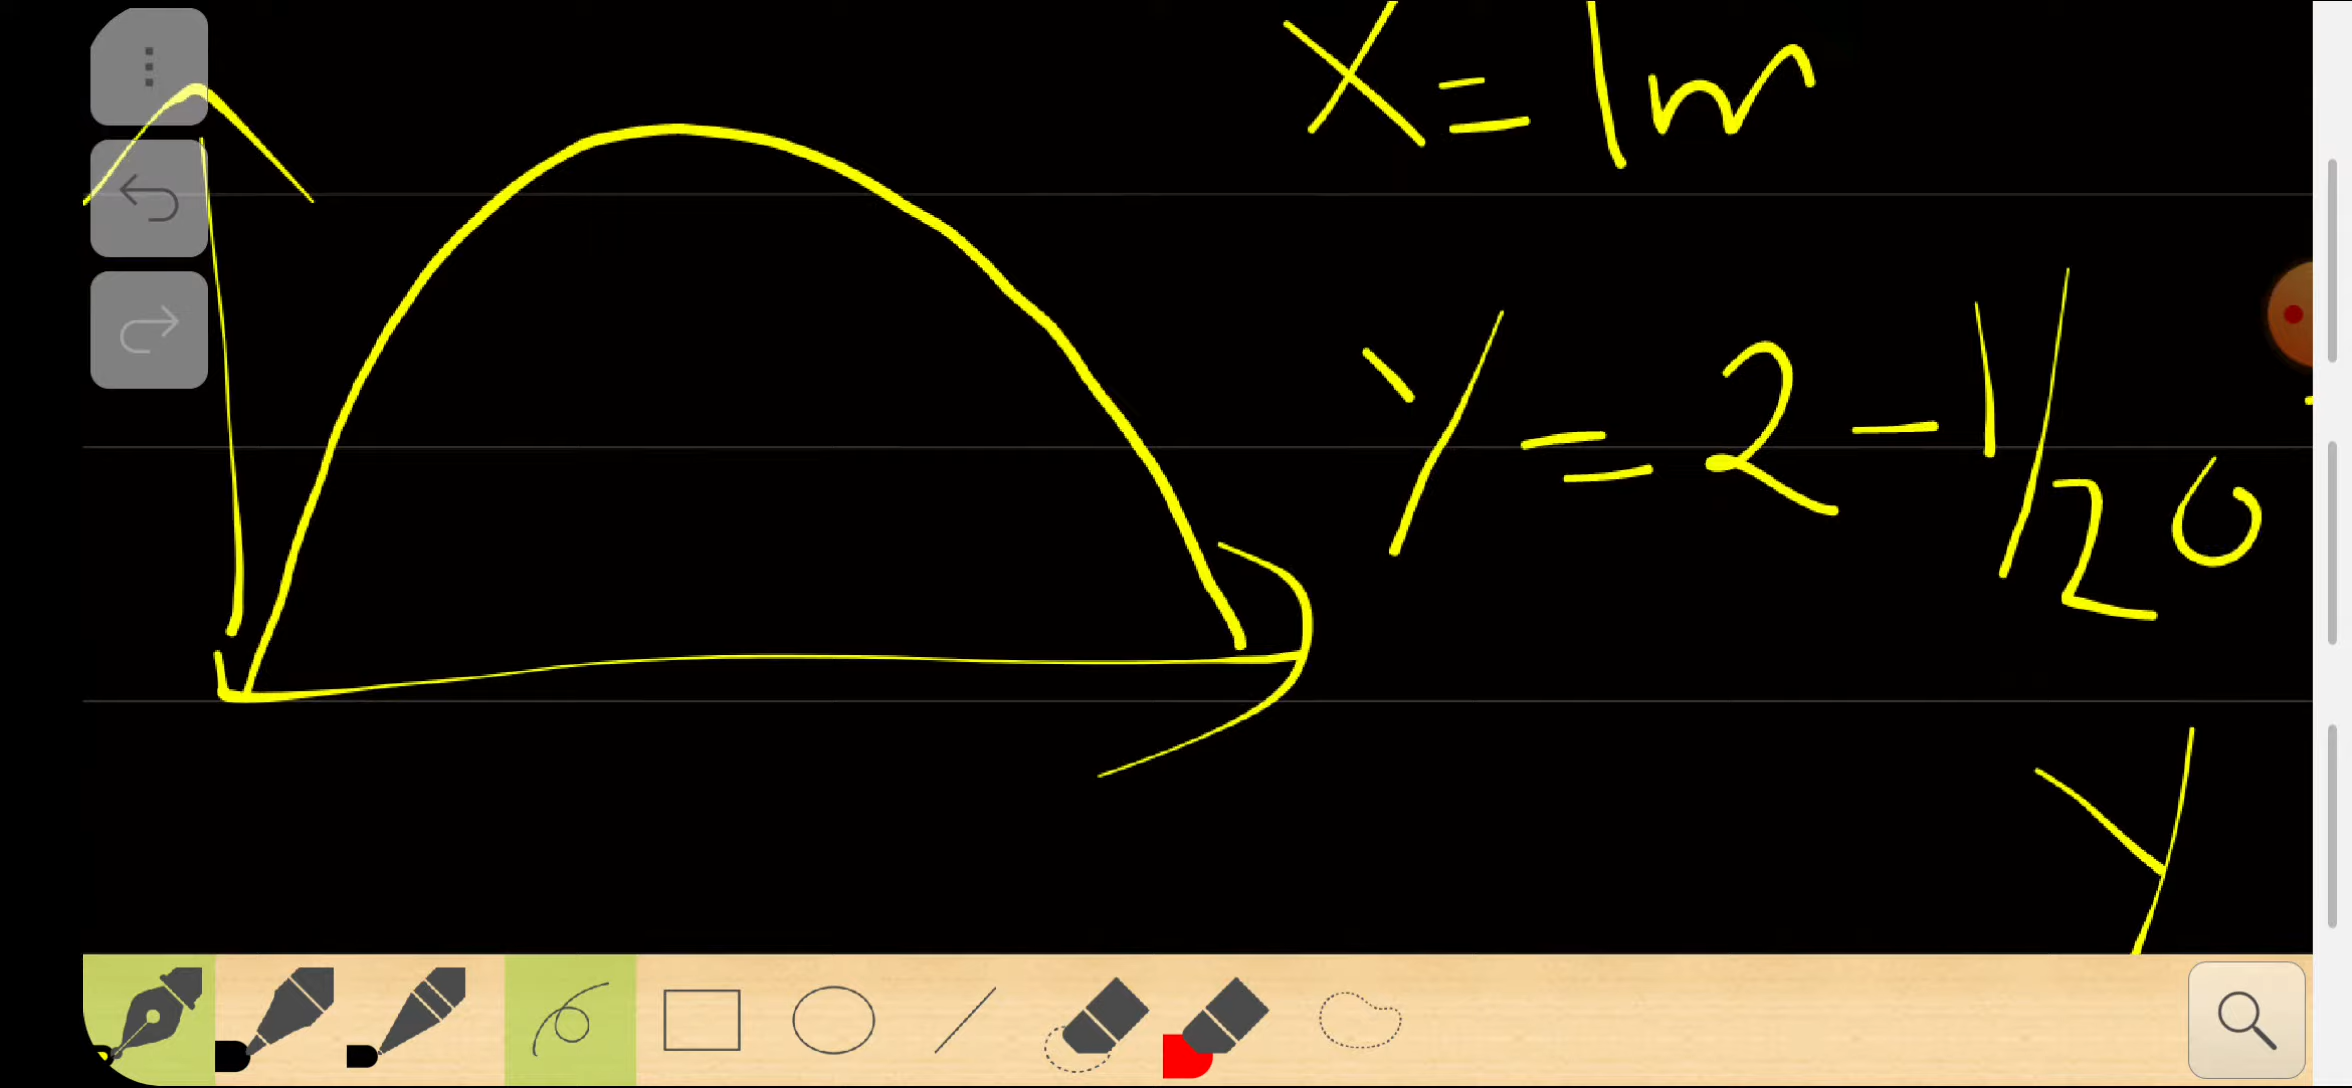 X = 1m
Y = 2 - 1/20
Y